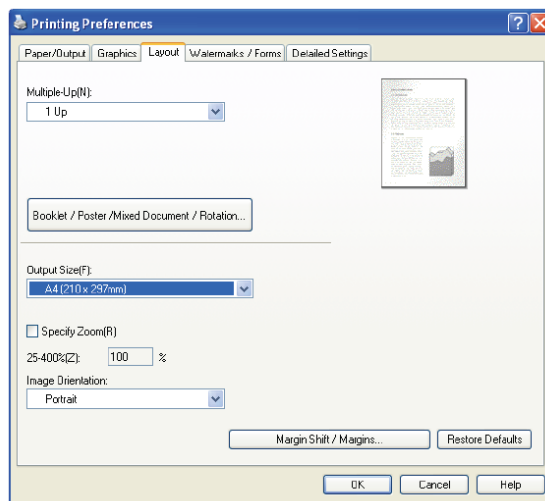 Printing Preferences
Paper/Output Graphics Layout Watermarks / Forms Detailed Settings
Multiple-Up(N):
1 Up
Booklet / Poster /Mixed Document / Rotation...
Output Size(F):
A4 (210 x 297mm)
Specify Zoom(R)
25-400%(Z): 100 %
Image Orientation:
Portrait
Margin Shift / Margins... Restore Defaults
OK Cancel Help